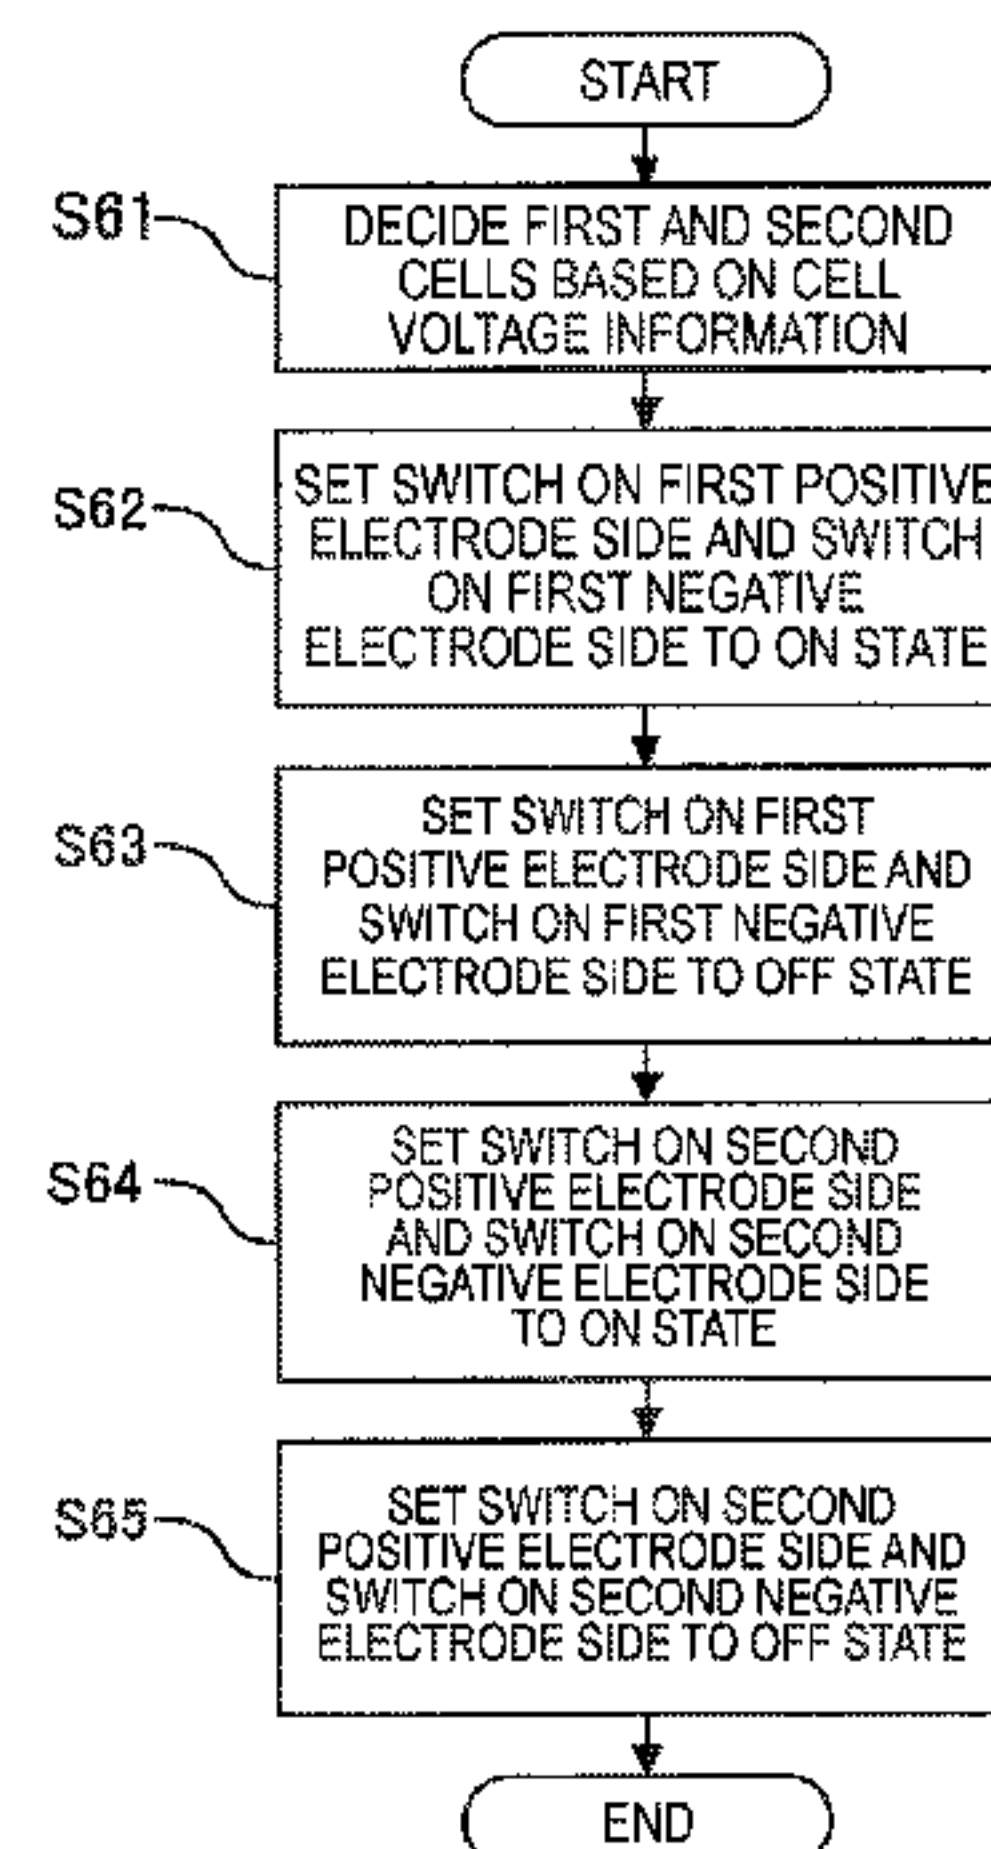 START
S61
DECIDE FIRST AND SECOND
CELLS BASED ON CELL
VOLTAGE INFORMATION
S62
SET SWITCH ON FIRST POSITIVE
ELECTRODE SIDE AND SWITCH
ON FIRST NEGATIVE
ELECTRODE SIDE TO ON STATE
S63
SET SWITCH ON FIRST
POSITIVE ELECTRODE SIDE AND
SWITCH ON FIRST NEGATIVE
ELECTRODE SIDE TO OFF STATE
S64
SET SWITCH ON SECOND
POSITIVE ELECTRODE SIDE
AND SWITCH ON SECOND
NEGATIVE ELECTRODE SIDE
TO ON STATE
S65
SET SWITCH ON SECOND
POSITIVE ELECTRODE SIDE AND
SWITCH ON SECOND NEGATIVE
ELECTRODE SIDE TO OFF STATE
END